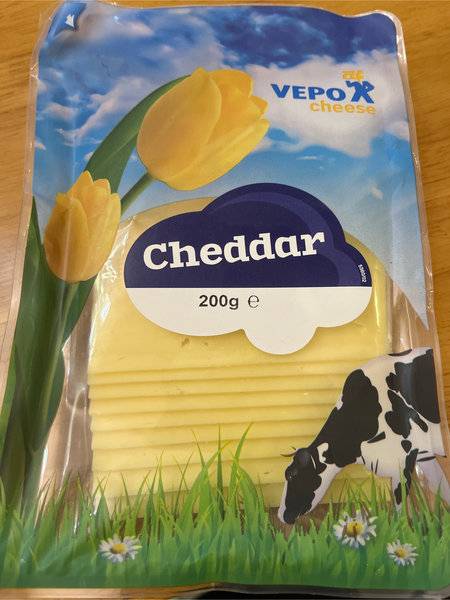 VEPO
cheese
Cheddar
200g ℮